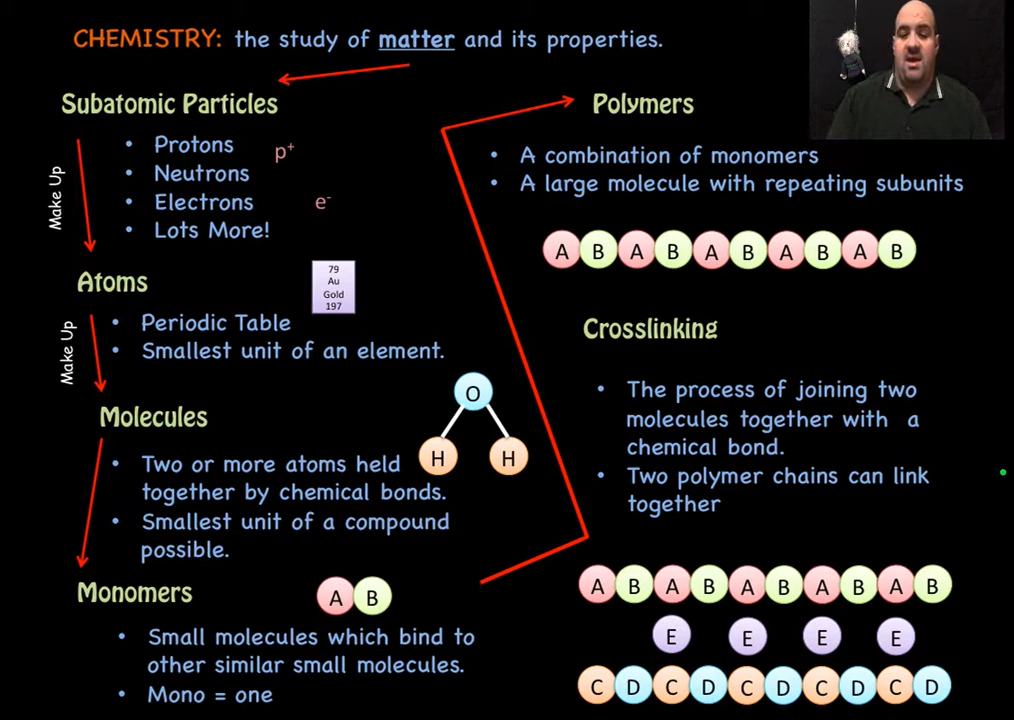 CHEMISTRY: the study of matter and its properties.
Subatomic Particles
• Protons
p+
• Neutrons
• Electrons
e-
• Lots More!
Make Up
Atoms
79
Au
Gold
197
• Periodic Table
• Smallest unit of an element.
Make Up
Molecules
O
H H
• Two or more atoms held
together by chemical bonds.
• Smallest unit of a compound
possible.
Monomers
A B
• Small molecules which bind to
other similar small molecules.
• Mono = one
Polymers
• A combination of monomers
• A large molecule with repeating subunits
A B A B A B A B A B
Crosslinking
• The process of joining two
molecules together with a
chemical bond.
• Two polymer chains can link
together
A B A B A B A B A B
E E E E
C D C D C D C D C D